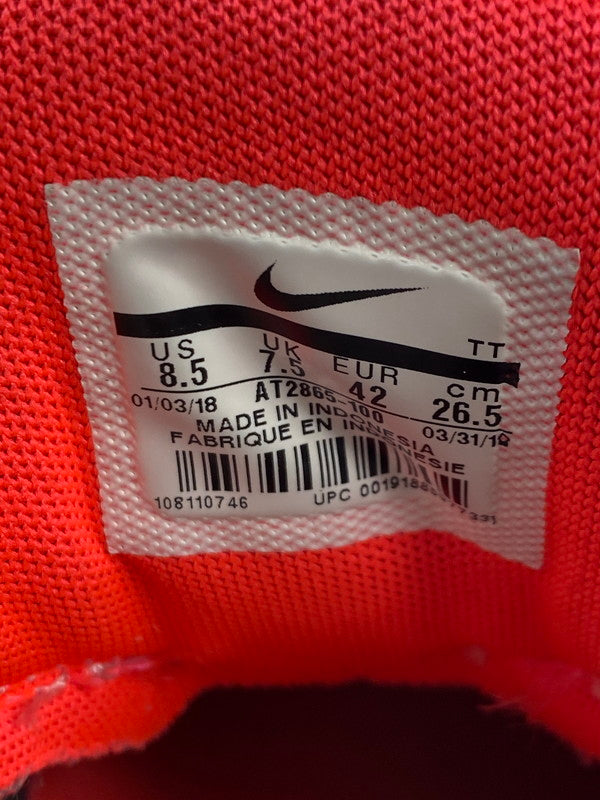 TT
US UK EUR cm
8.5 7.5 42 26.5
01/03/18 AT2865-100 03/31/18
MADE IN INDONESIA
FABRIQUE EN INDONESIE
108110746 UPC